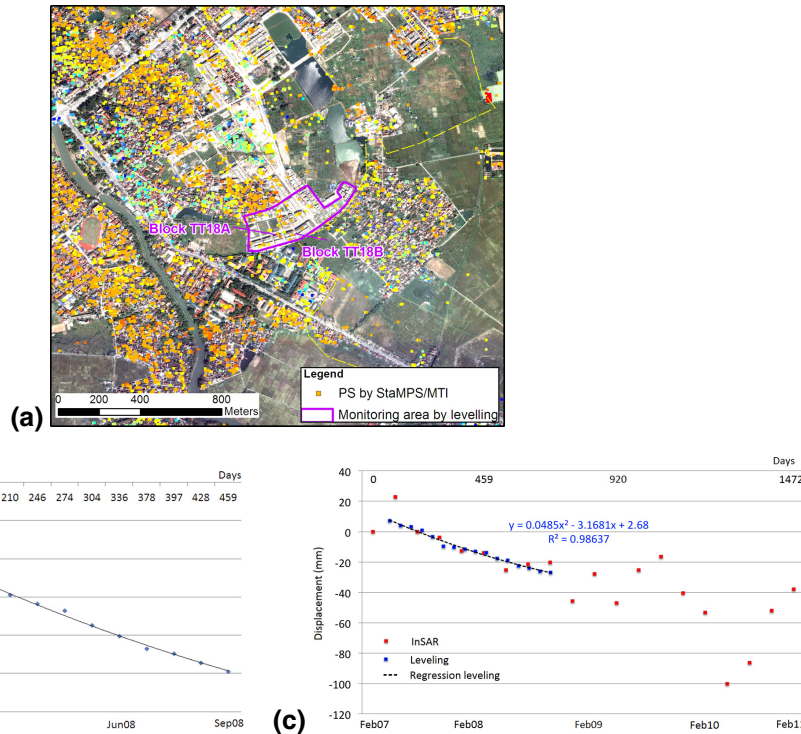 Block TT18A
Block TT18B
Legend
PS by StaMPS/MTI
Monitoring area by levelling
0 200 400 800
Meters
(a)
Days
210 246 274 304 336 378 397 428 459
Jun08 Sep08
(c)
Days
0 459 920 1472
40
20
0
-20
-40
-60
-80
-100
-120
Displacement (mm)
y = 0.0485x² - 3.1681x + 2.68
R² = 0.98637
InSAR
Leveling
Regression leveling
Feb07 Feb08 Feb09 Feb10 Feb11